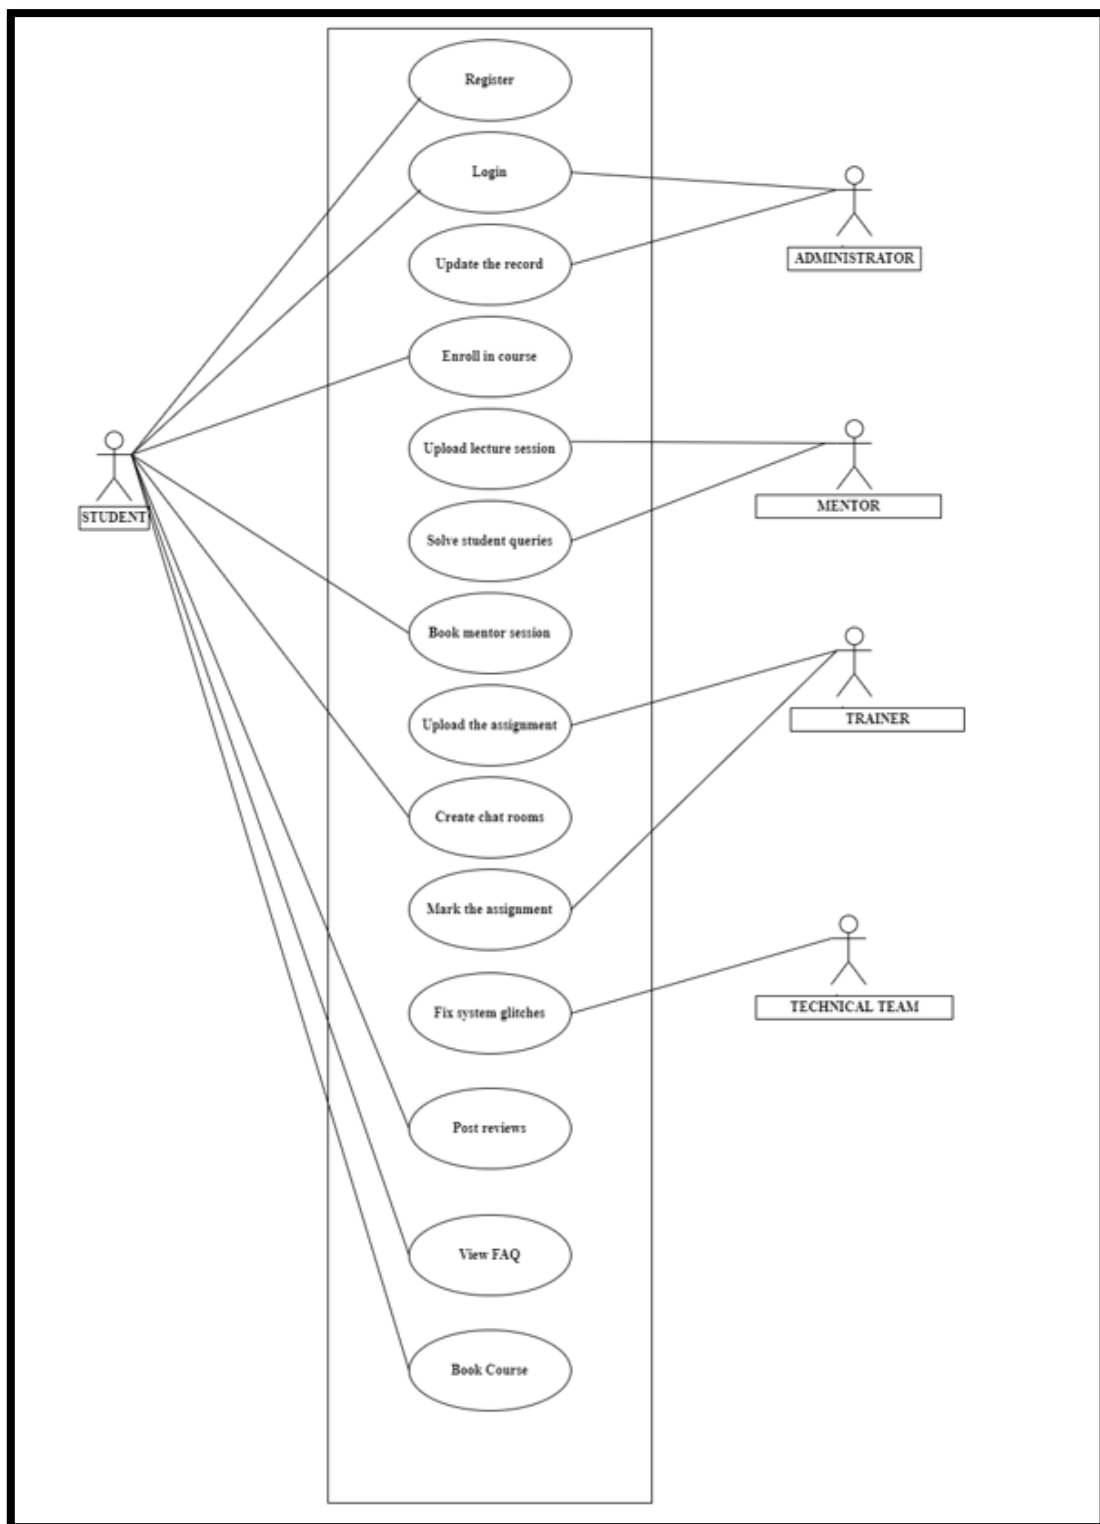 Register
Login
ADMINISTRATOR
Update the record
Enroll in course
Upload lecture session
MENTOR
STUDENT
Solve student queries
Book mentor session
TRAINER
Upload the assignment
Create chat rooms
Mark the assignment
TECHNICAL TEAM
Fix system glitches
Post reviews
View FAQ
Book Course